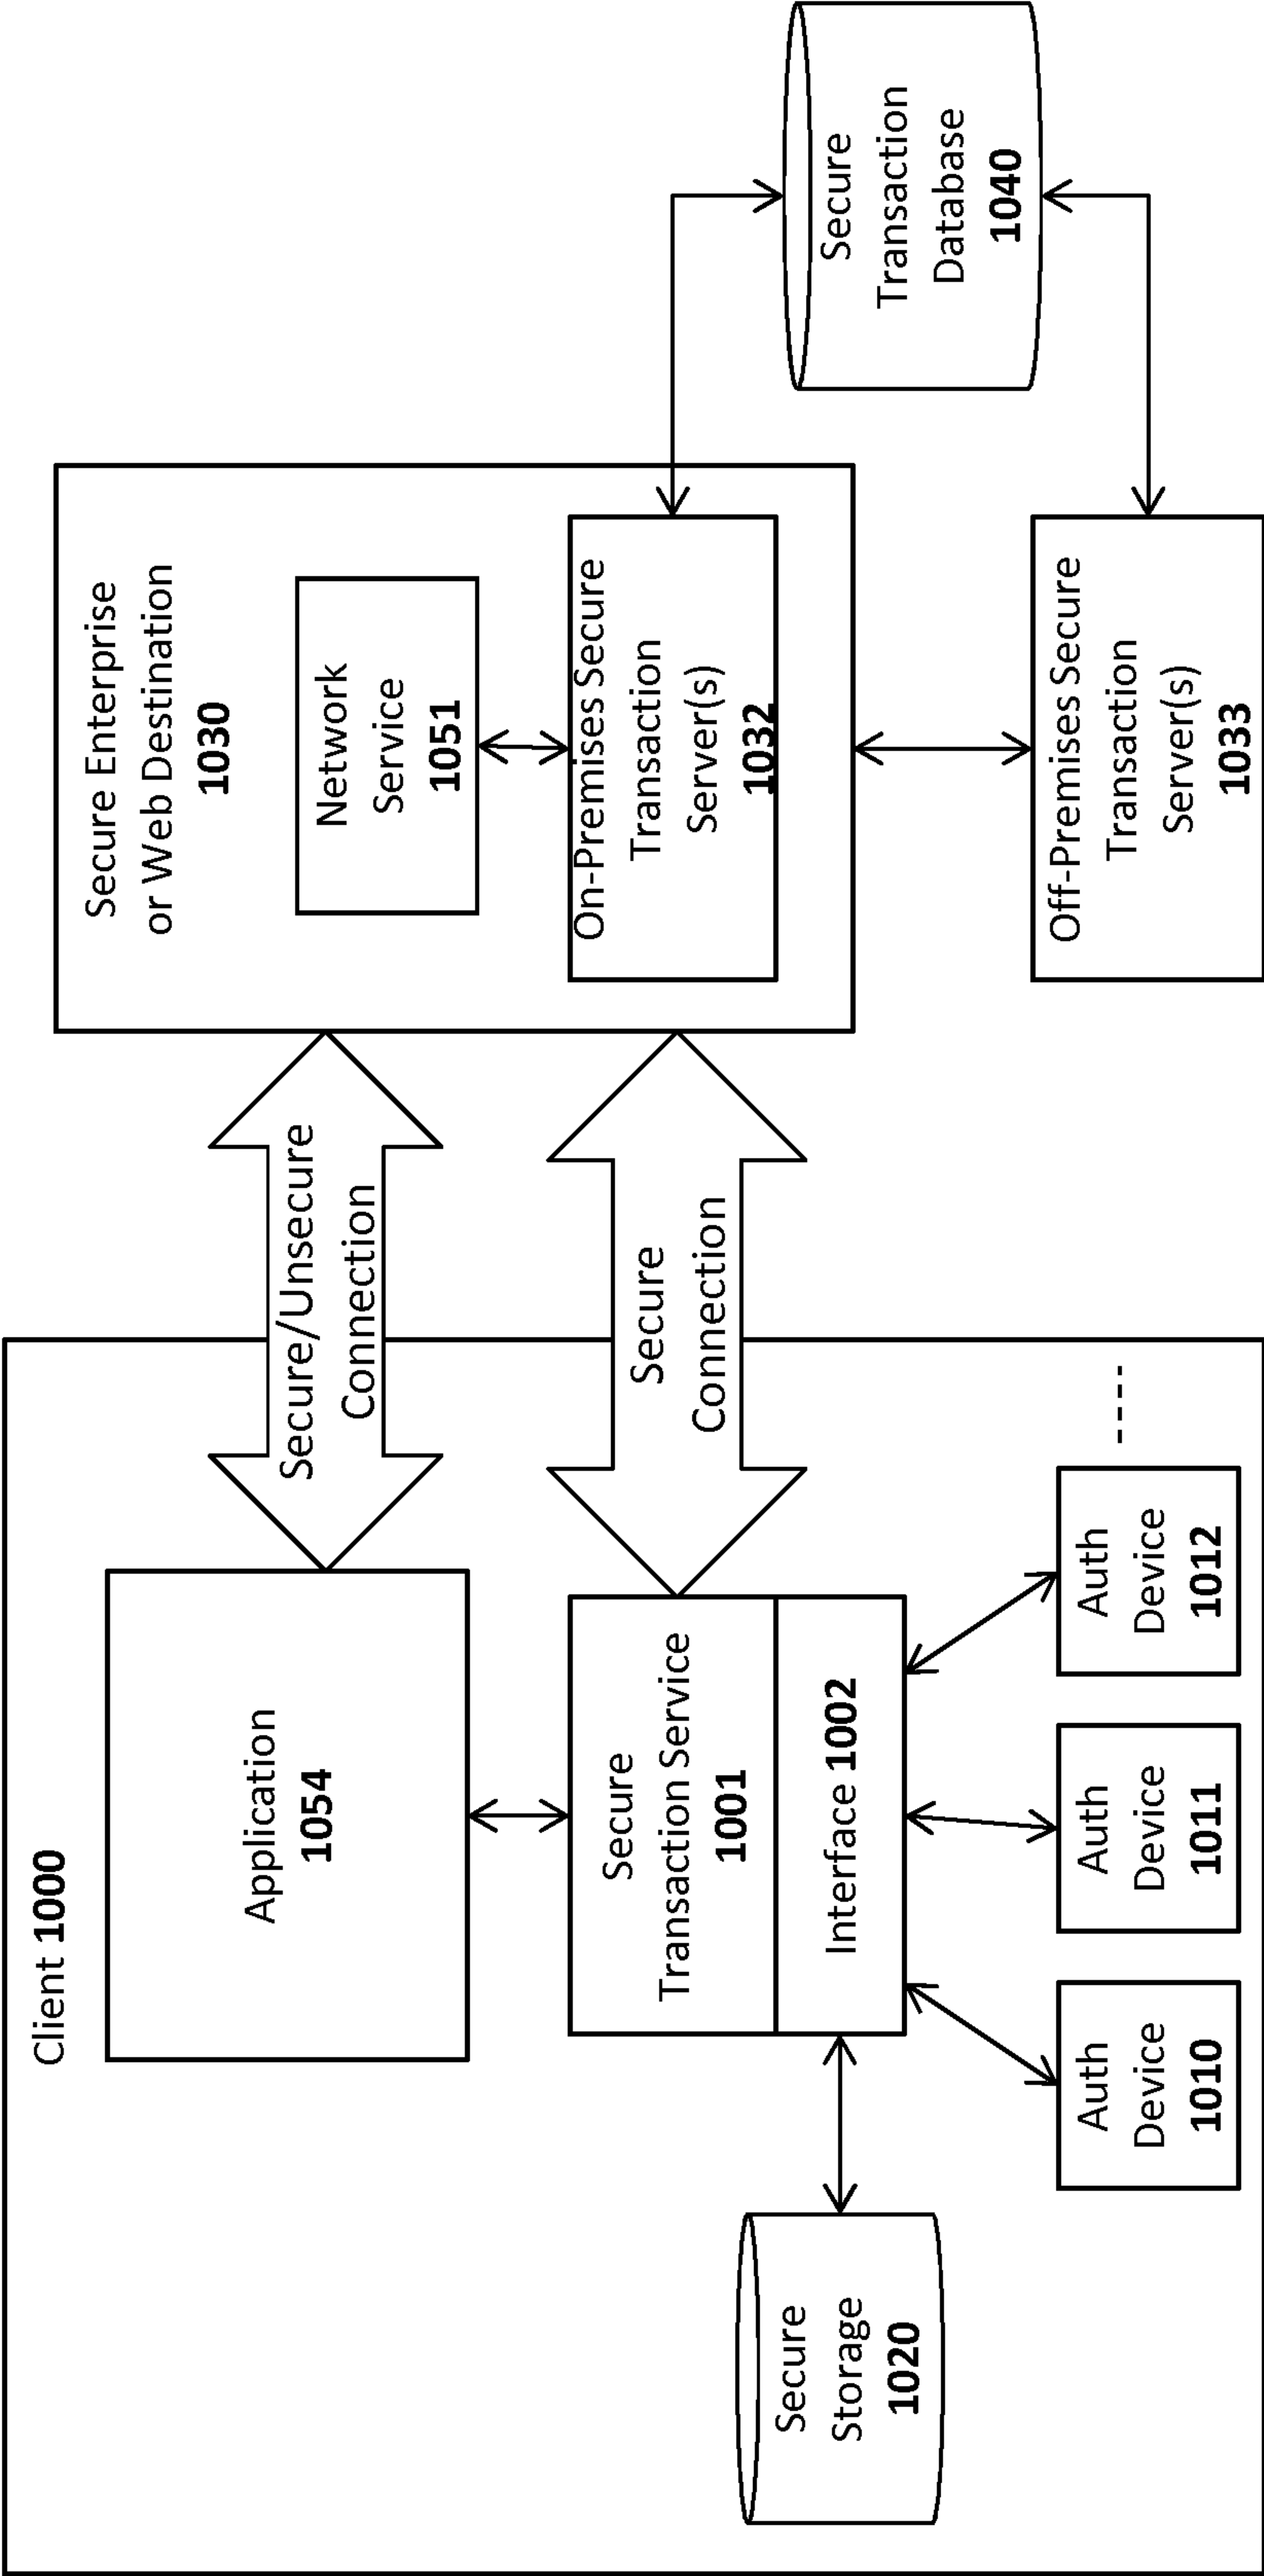 Client 1000
Application
1054
Secure/Unsecure
Connection
Secure
Transaction Service
1001
Interface 1002
Secure
Connection
Secure
Storage
1020
Auth
Device
1010
Auth
Device
1011
Auth
Device
1012
Secure Enterprise
or Web Destination
1030
Network
Service
1051
On-Premises Secure
Transaction
Server(s)
1032
Off-Premises Secure
Transaction
Server(s)
1033
Secure
Transaction
Database
1040